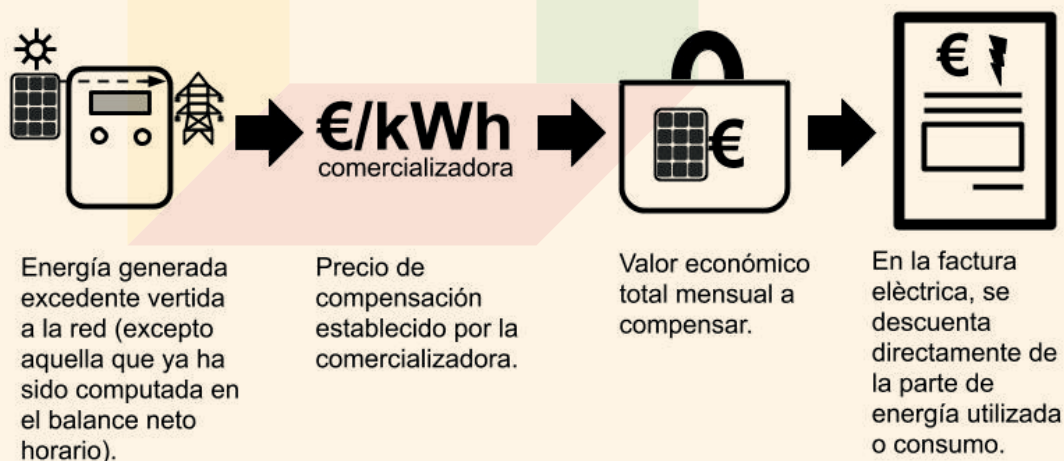 €/kWh
comercializadora
€
€
Energía generada
excedente vertida
a la red (excepto
aquella que ya ha
sido computada en
el balance neto
horario).
Precio de
compensación
establecido por la
comercializadora.
Valor económico
total mensual a
compensar.
En la factura
elèctrica, se
descuenta
directamente de
la parte de
energía utilizada
o consumo.